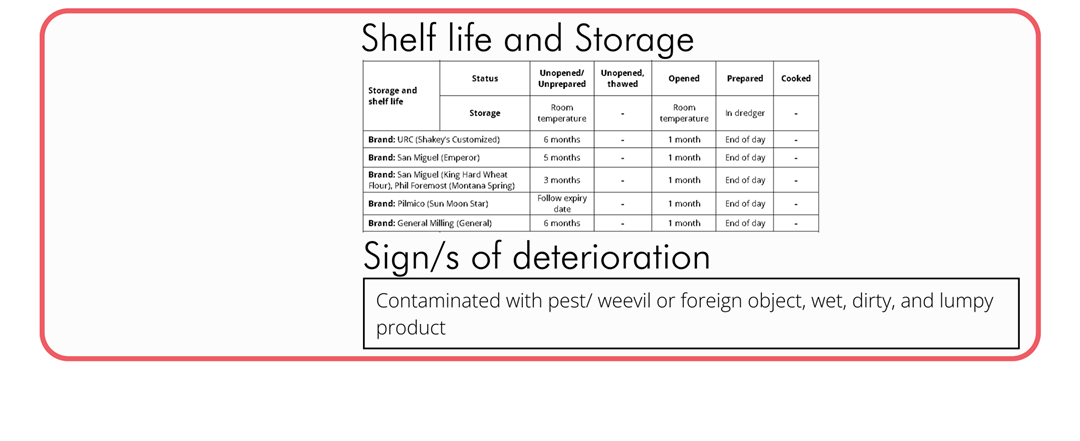 Shelf life and Storage
Storage and shelf life
Status
Unopened/ Unprepared
Unopened, thawed
Opened
Prepared
Cooked
Storage
Room temperature
-
Room temperature
In dredger
-
Brand: URC (Shakey's Customized) 6 months - 1 month End of day -
Brand: San Miguel (Emperor) 5 months - 1 month End of day -
Brand: San Miguel (King Hard Wheat Flour), Phil Foremost (Montana Spring) 3 months - 1 month End of day -
Brand: Pilmico (Sun Moon Star) Follow expiry date - 1 month End of day -
Brand: General Milling (General) 6 months - 1 month End of day -
Sign/s of deterioration
Contaminated with pest/ weevil or foreign object, wet, dirty, and lumpy
product